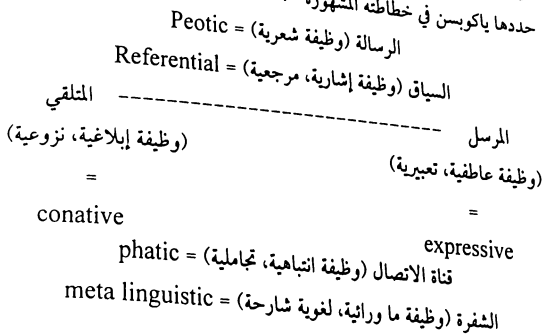 حددها ياكوبسن في خطاطته المشهورة
الرسالة (وظيفة شعرية) = Peotic
السياق (وظيفة إشارية، مرجعية) = Referential
المرسل ---------------------------- المتلقي
(وظيفة عاطفية، تعبيرية) (وظيفة إبلاغية، نزوعية)
= =
expressive conative
قناة الاتصال (وظيفة انتباهية، تجاملية) = phatic
الشفرة (وظيفة ما ورائية، لغوية شارحة) = meta linguistic